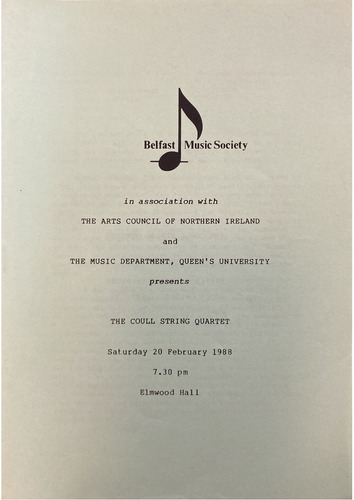 Belfast Music Society
in association with
THE ARTS COUNCIL OF NORTHERN IRELAND
and
THE MUSIC DEPARTMENT, QUEEN'S UNIVERSITY
presents
THE COULL STRING QUARTET
Saturday 20 February 1988
7.30 pm
Elmwood Hall